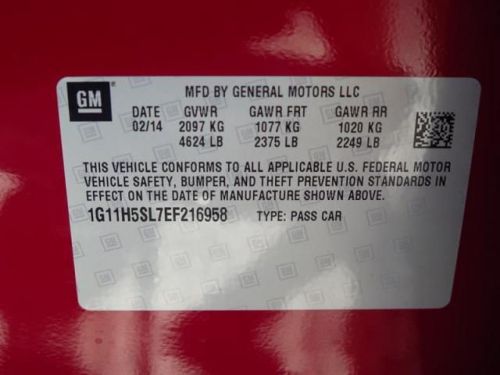 GM MFD BY GENERAL MOTORS LLC
DATE GVWR GAWR FRT GAWR RR
02/14 2097 KG 1077 KG 1020 KG
4624 LB 2375 LB 2249 LB
THIS VEHICLE CONFORMS TO ALL APPLICABLE U.S. FEDERAL MOTOR
VEHICLE SAFETY, BUMPER, AND THEFT PREVENTION STANDARDS IN
EFFECT ON THE DATE OF MANUFACTURE SHOWN ABOVE.
1G11H5SL7EF216958 TYPE: PASS CAR